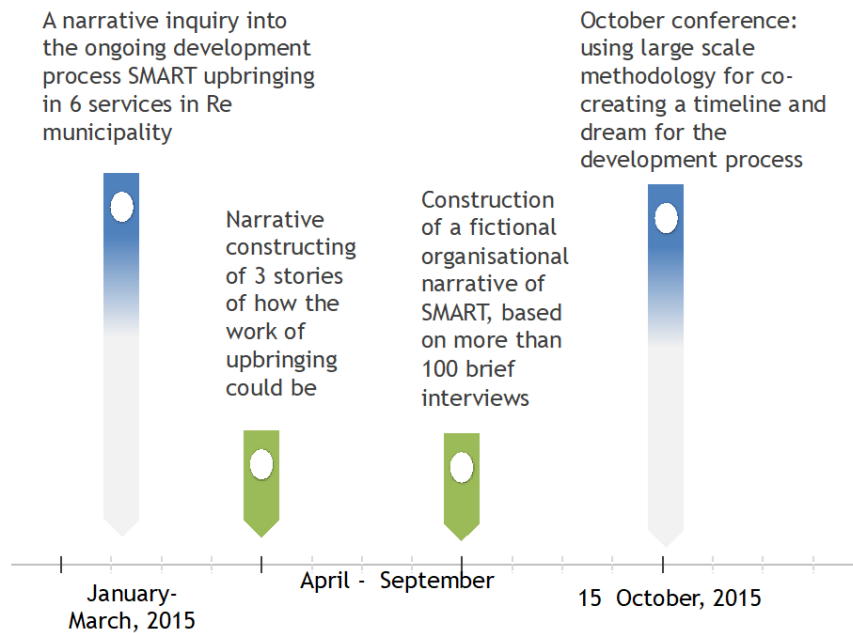 A narrative inquiry into
the ongoing development
process SMART upbringing
in 6 services in Re
municipality
Narrative
constructing
of 3 stories
of how the
work of
upbringing
could be
Construction
of a fictional
organisational
narrative of
SMART, based
on more than
100 brief
interviews
October conference:
using large scale
methodology for co-
creating a timeline and
dream for the
development process
January-
March, 2015
April - September
15 October, 2015